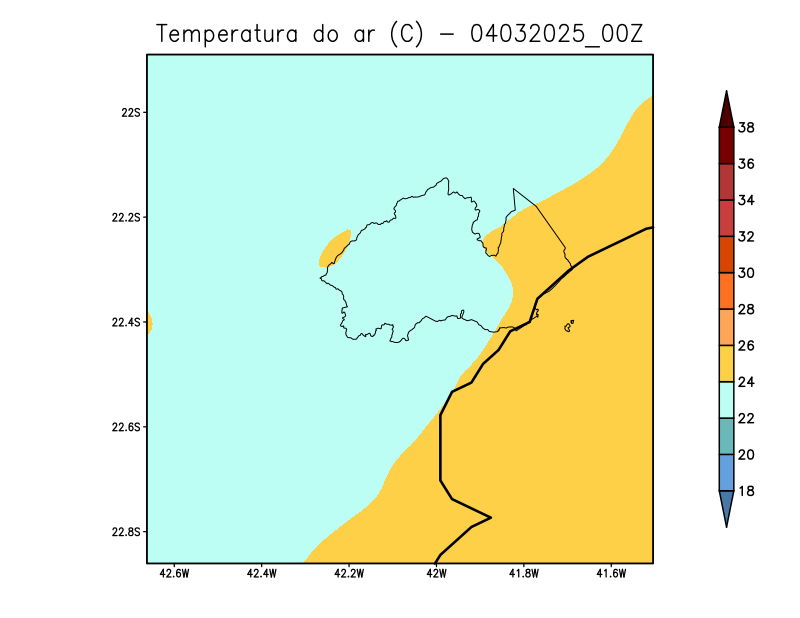 Temperatura do ar (C) - 04032025_00Z
22S
22.2S
22.4S
22.6S
22.8S
42.6W
42.4W
42.2W
42W
41.8W
41.6W
38
36
34
32
30
28
26
24
22
20
18